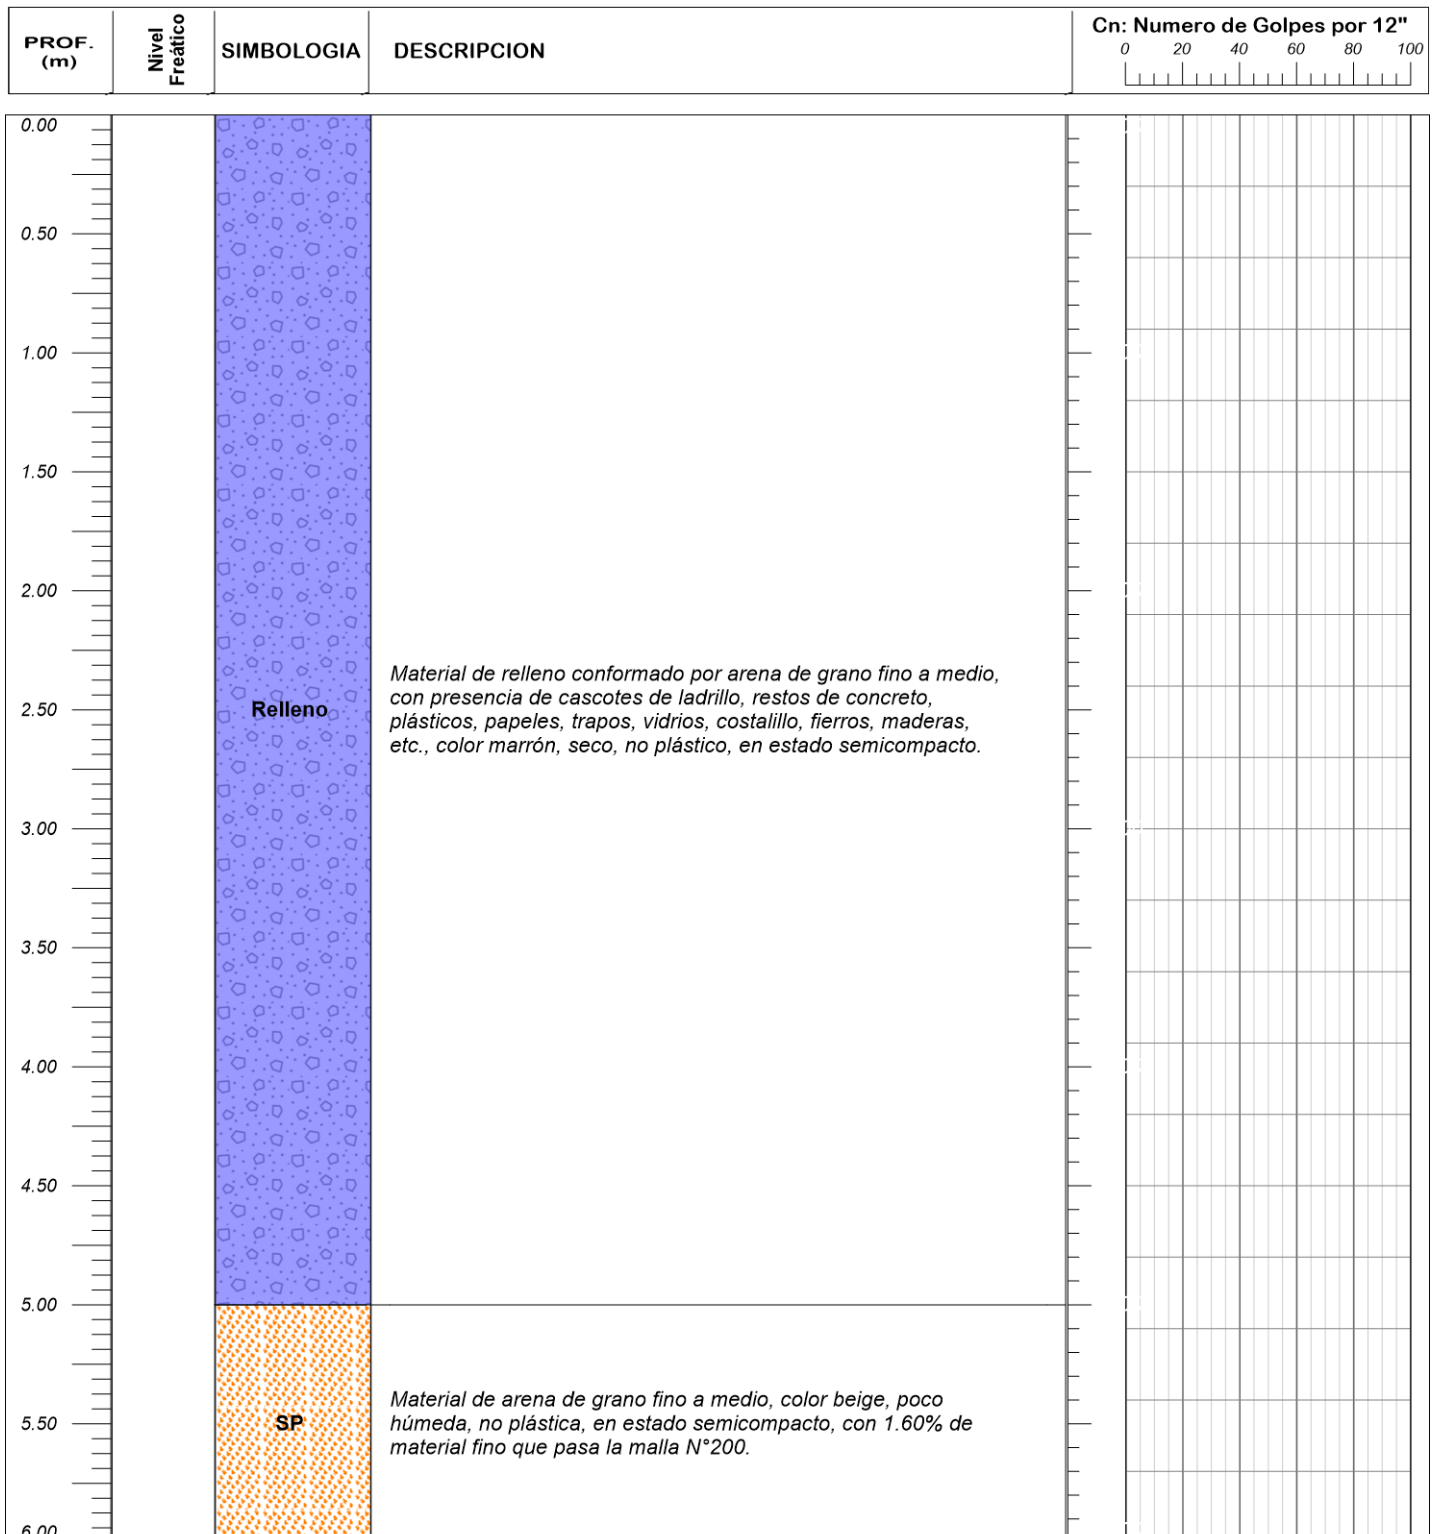 PROF.
(m)
Nivel
Freático
SIMBOLOGIA
DESCRIPCION
Cn: Numero de Golpes por 12"
0 20 40 60 80 100
0.00
0.50
1.00
1.50
2.00
Material de relleno conformado por arena de grano fino a medio,
con presencia de cascotes de ladrillo, restos de concreto,
2.50 Relleno
plásticos, papeles, trapos, vidrios, costalillo, fierros, maderas,
etc., color marrón, seco, no plástico, en estado semicompacto.
3.00
3.50
4.00
4.50
5.00
Material de arena de grano fino a medio, color beige, poco
5.50 SP
húmeda, no plástica, en estado semicompacto, con 1.60% de
material fino que pasa la malla N°200.
6.00